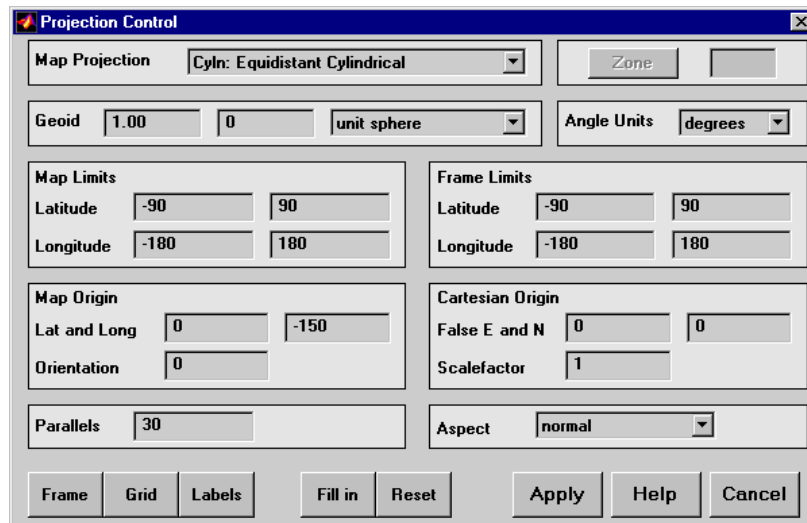 Projection Control
Map Projection Cyln: Equidistant Cylindrical Zone
Geoid 1.00 0 unit sphere Angle Units degrees
Map Limits
Latitude -90 90
Longitude -180 180
Frame Limits
Latitude -90 90
Longitude -180 180
Map Origin
Lat and Long 0 -150
Orientation 0
Cartesian Origin
False E and N 0 0
Scalefactor 1
Parallels 30
Aspect normal
Frame Grid Labels Fill in Reset Apply Help Cancel